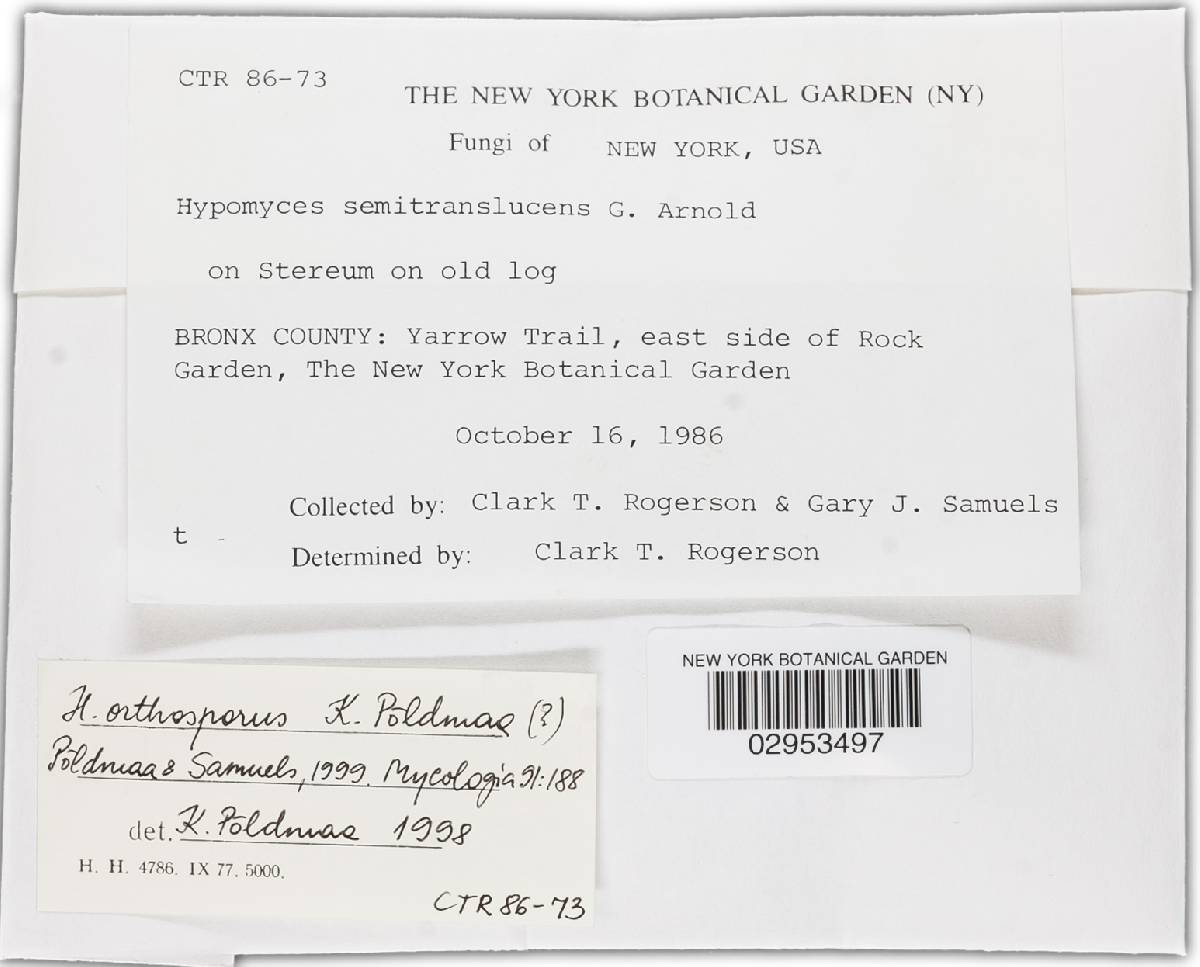 CTR 86-73
THE NEW YORK BOTANICAL GARDEN (NY)
Fungi of NEW YORK, USA
Hypomyces semitranslucens G. Arnold
on Stereum on old log
BRONX COUNTY: Yarrow Trail, east side of Rock
Garden, The New York Botanical Garden
October 16, 1986
Collected by: Clark T. Rogerson & Gary J. Samuels
t -
Determined by: Clark T. Rogerson
NEW YORK BOTANICAL GARDEN
02953497
H. orthosporus K. Põldmaa (?)
Põldmaa & Samuels, 1999. Mycologia 91:188
det. K. Põldmaa 1998
H. H. 4786. IX 77. 5000.
CTR 86-73